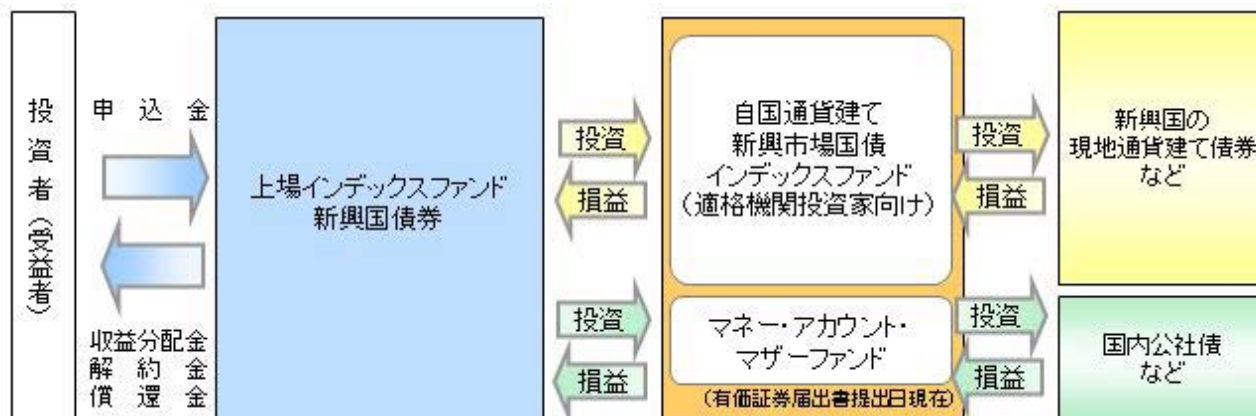 投資者(受益者)
申込金
収益分配金
解約金
償還金
上場インデックスファンド
新興国債券
投資
損益
投資
損益
自国通貨建て
新興市場国債
インデックスファンド
(適格機関投資家向け)
マネー・アカウント・
マザーファンド
(有価証券届出書提出日現在)
投資
損益
投資
損益
新興国の
現地通貨建て債券
など
国内公社債
など